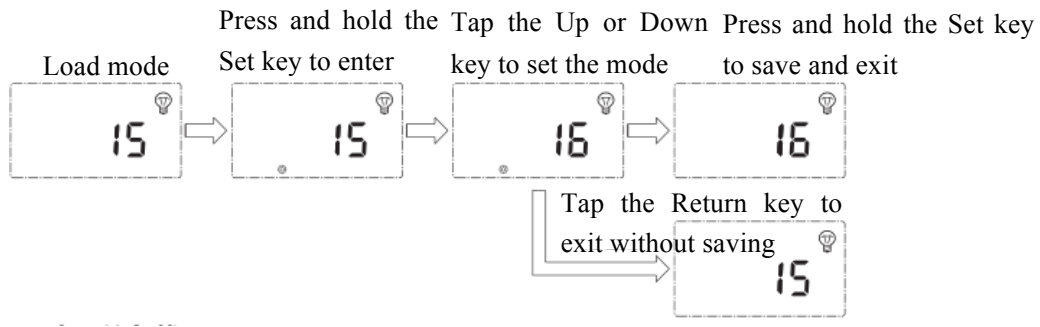 Load mode
15
Press and hold the
Set key to enter
15
Tap the Up or Down
key to set the mode
16
Press and hold the Set key
to save and exit
16
Tap the Return key to
exit without saving
15